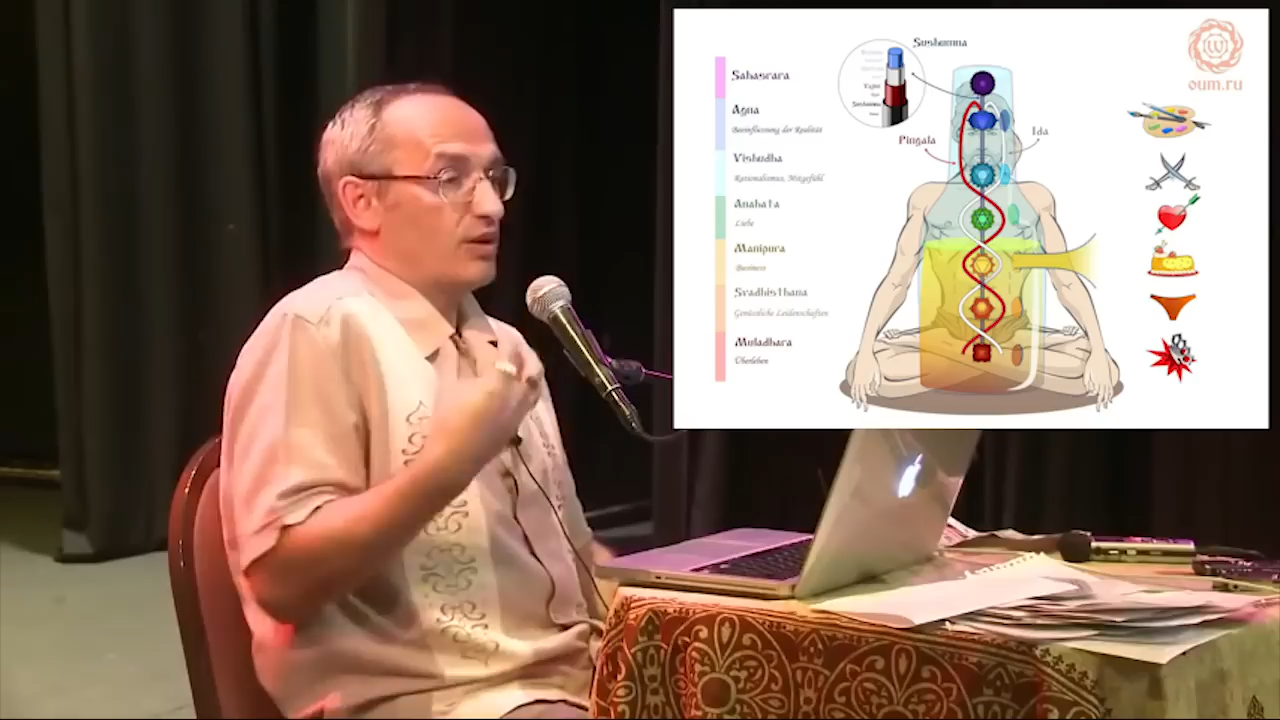 Sushumna
oum.ru
Sahasrara
Agna
Beeinflussung der Realität
Vishudha
Rationalismus, Mitgefühl
Anahata
Liebe
Manipura
Business
Svadhisthana
Genüssliche Leidenschaften
Muladhara
Überleben
Pingala
Ida